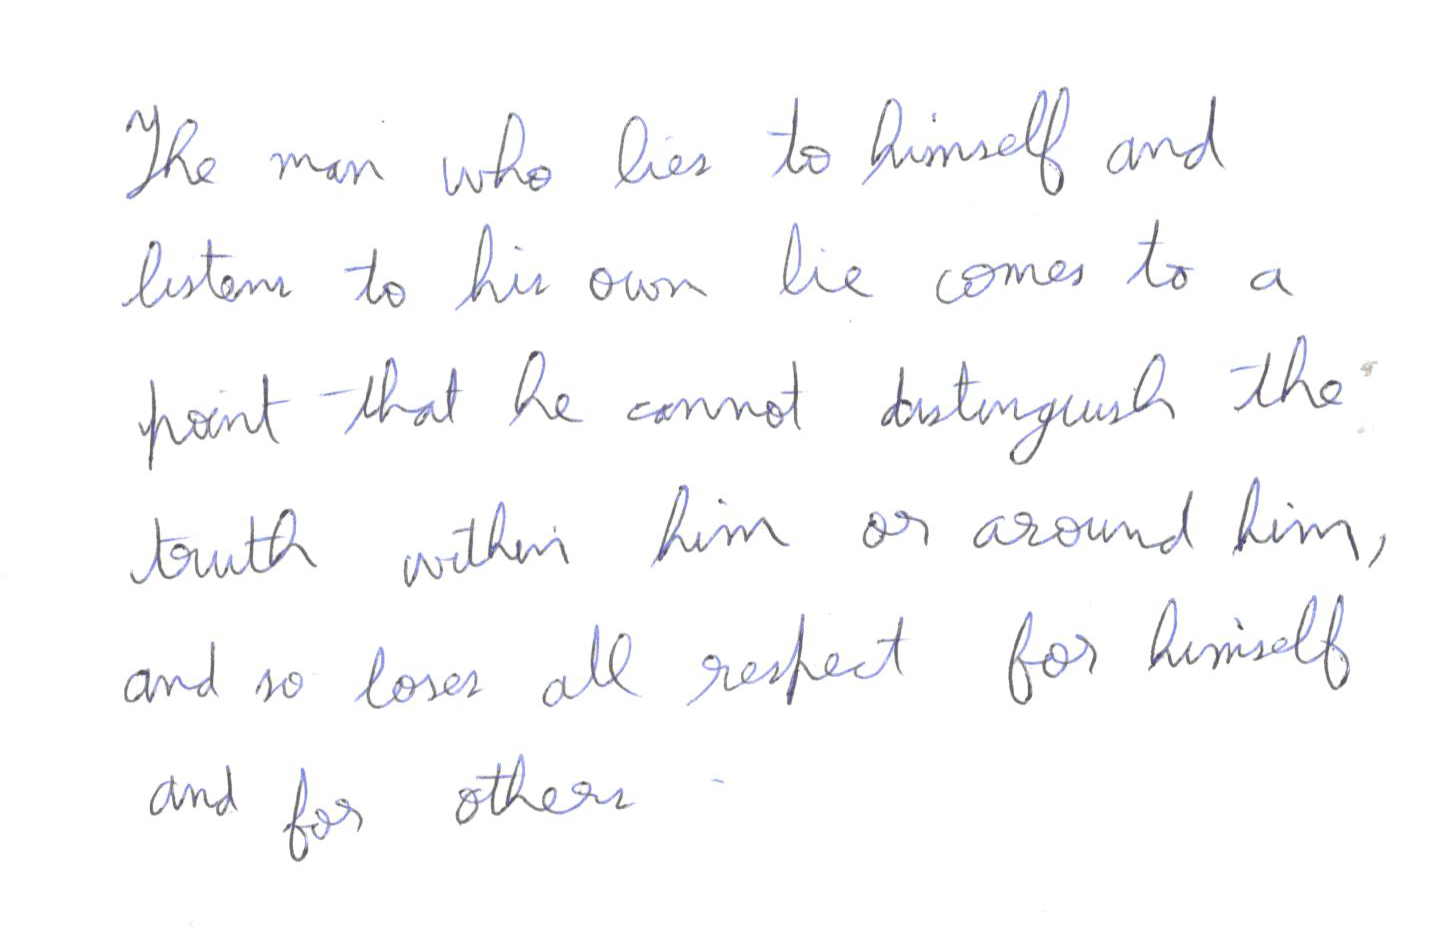 The man who lies to himself and
listens to his own lie comes to a
point that he cannot distinguish the
truth within him or around him,
and so loses all respect for himself
and for others -